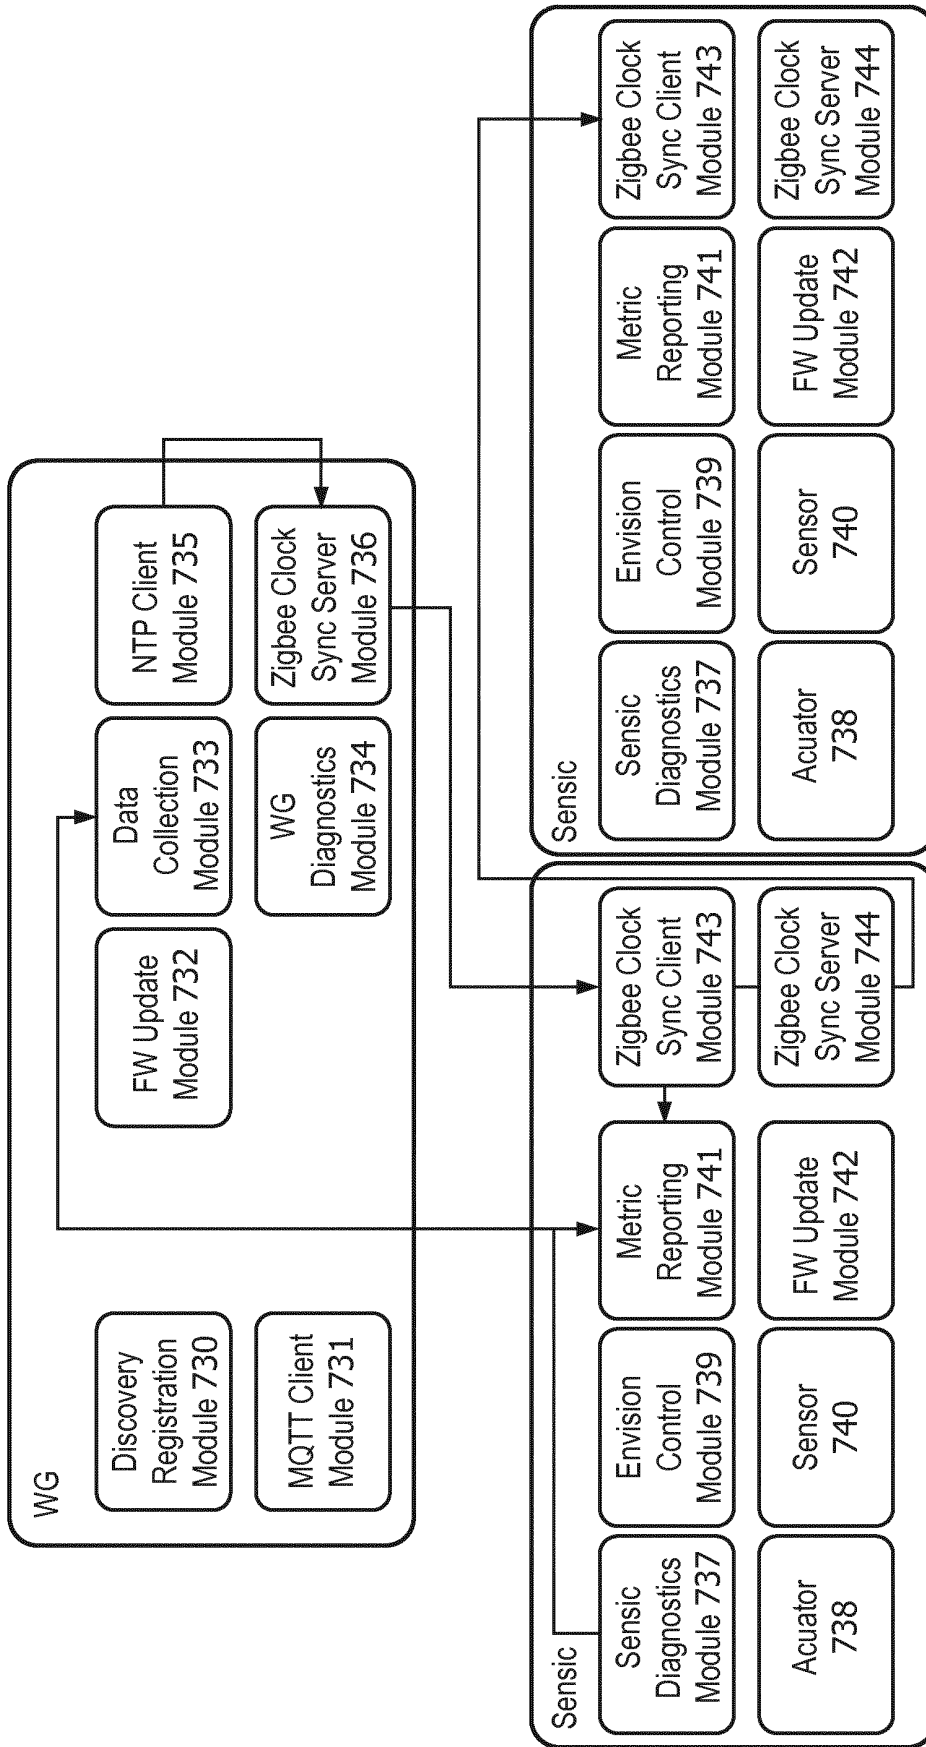 WG
Discovery
Registration
Module 730
MQTT Client
Module 731
FW Update
Module 732
Data
Collection
Module 733
WG
Diagnostics
Module 734
NTP Client
Module 735
Zigbee Clock
Sync Server
Module 736
Sensic
Sensic
Diagnostics
Module 737
Acuator
738
Envision
Control
Module 739
Sensor
740
Metric
Reporting
Module 741
FW Update
Module 742
Zigbee Clock
Sync Client
Module 743
Zigbee Clock
Sync Server
Module 744
Sensic
Sensic
Diagnostics
Module 737
Acuator
738
Envision
Control
Module 739
Sensor
740
Metric
Reporting
Module 741
FW Update
Module 742
Zigbee Clock
Sync Client
Module 743
Zigbee Clock
Sync Server
Module 744